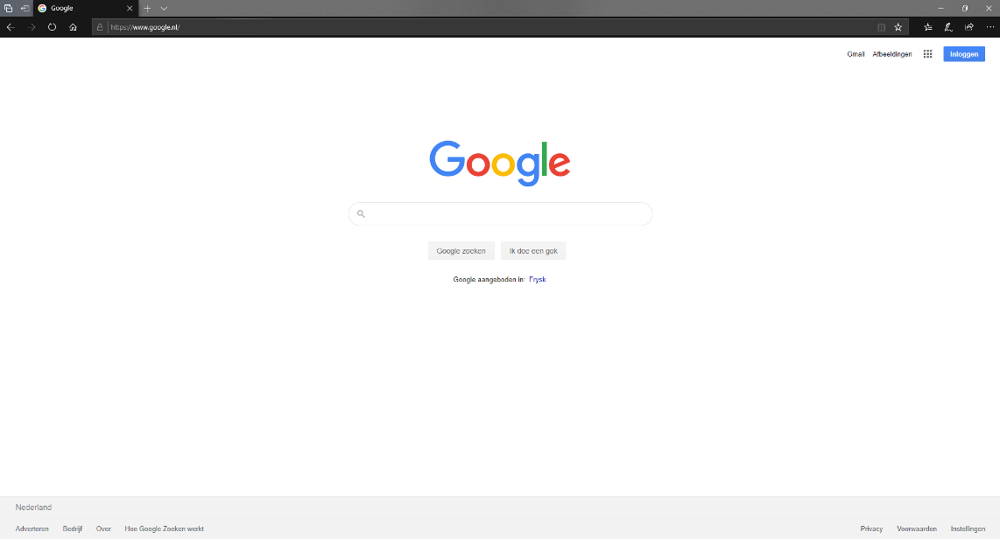 Google
https://www.google.nl/
Gmail Afbeeldingen Inloggen
Google
Google zoeken Ik doe een gok
Google aangeboden in: Frysk
Nederland
Adverteren Bedrijf Over Hoe Google Zoeken werkt Privacy Voorwaarden Instellingen